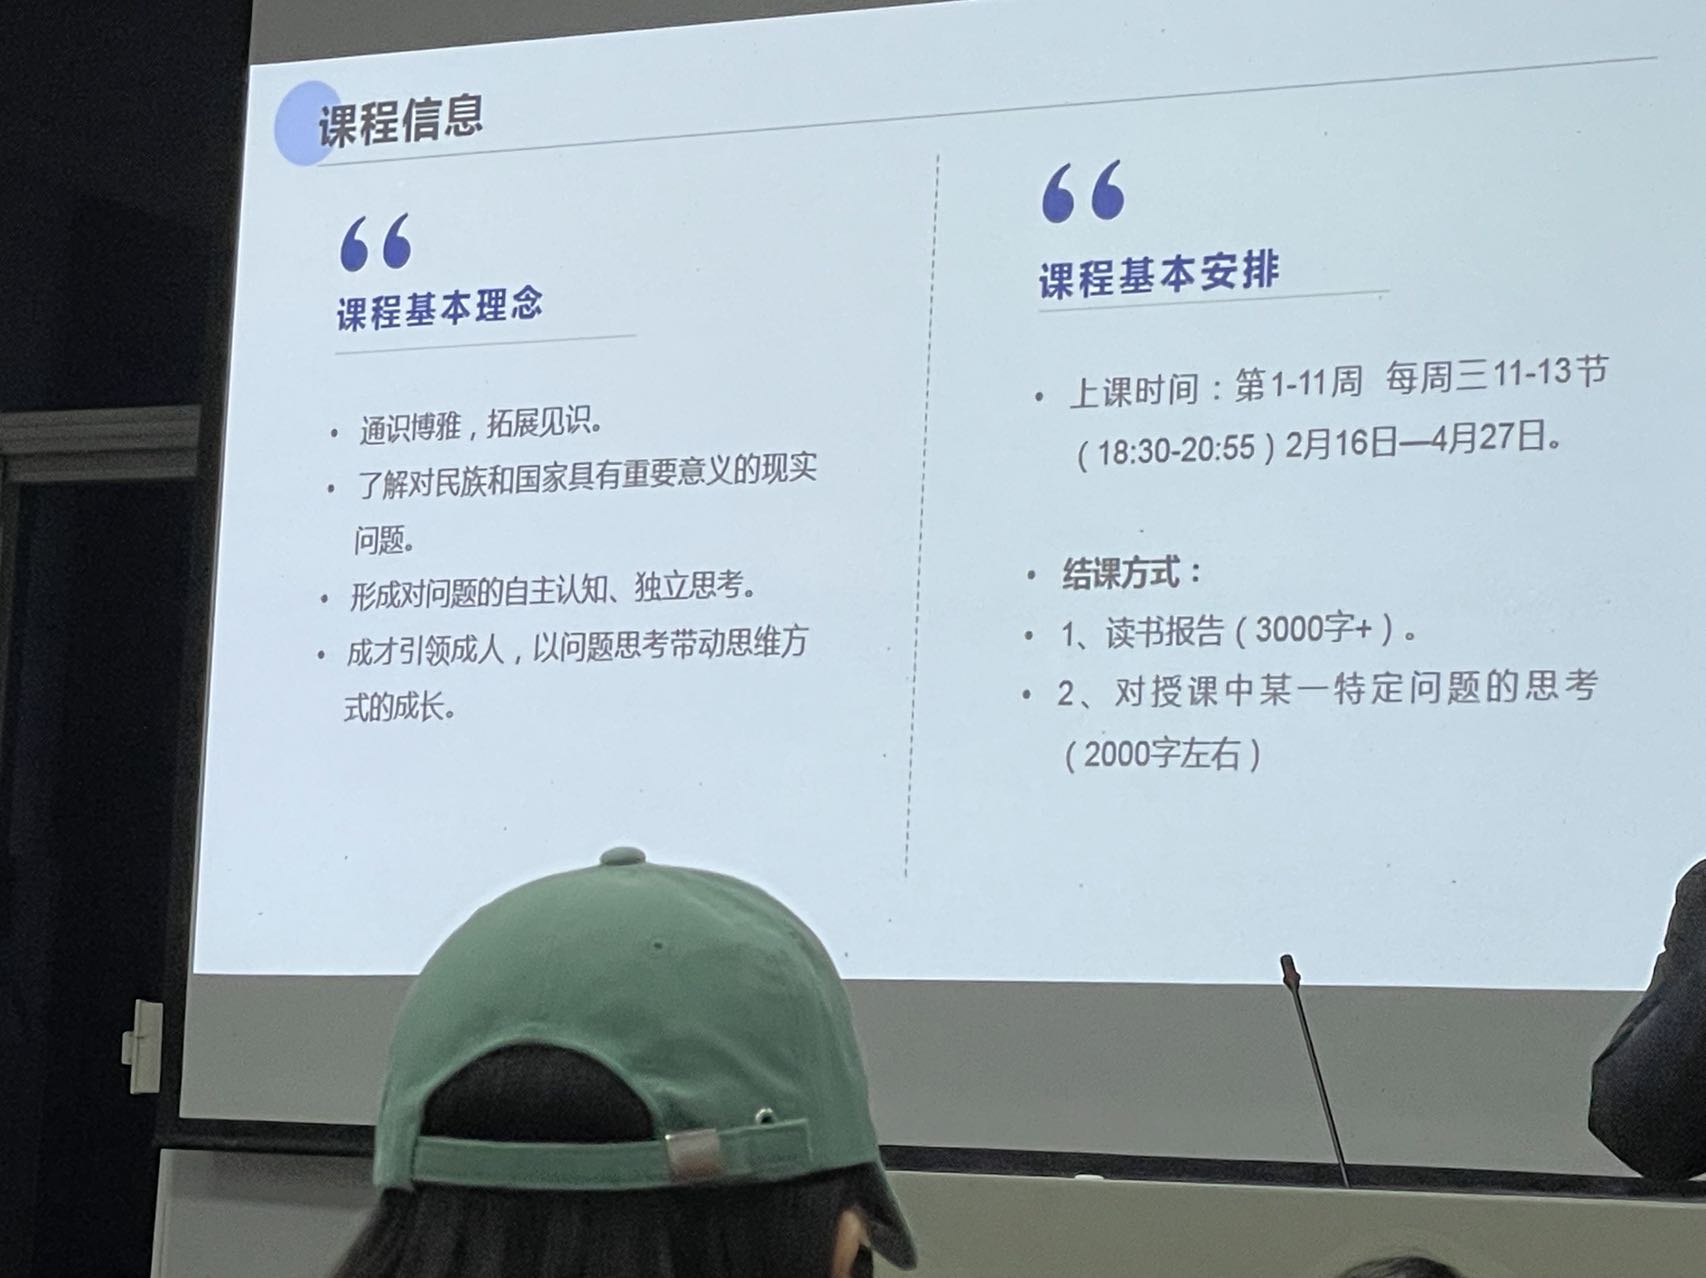 课程信息
课程基本理念
• 通识博雅，拓展见识。
• 了解对民族和国家具有重要意义的现实
问题。
• 形成对问题的自主认知、独立思考。
• 成才引领成人，以问题思考带动思维方
式的成长。
课程基本安排
• 上课时间：第1-11周 每周三11-13节
（18:30-20:55）2月16日—4月27日。
• 结课方式：
• 1、读书报告（3000字+）。
• 2、对授课中某一特定问题的思考
（2000字左右）